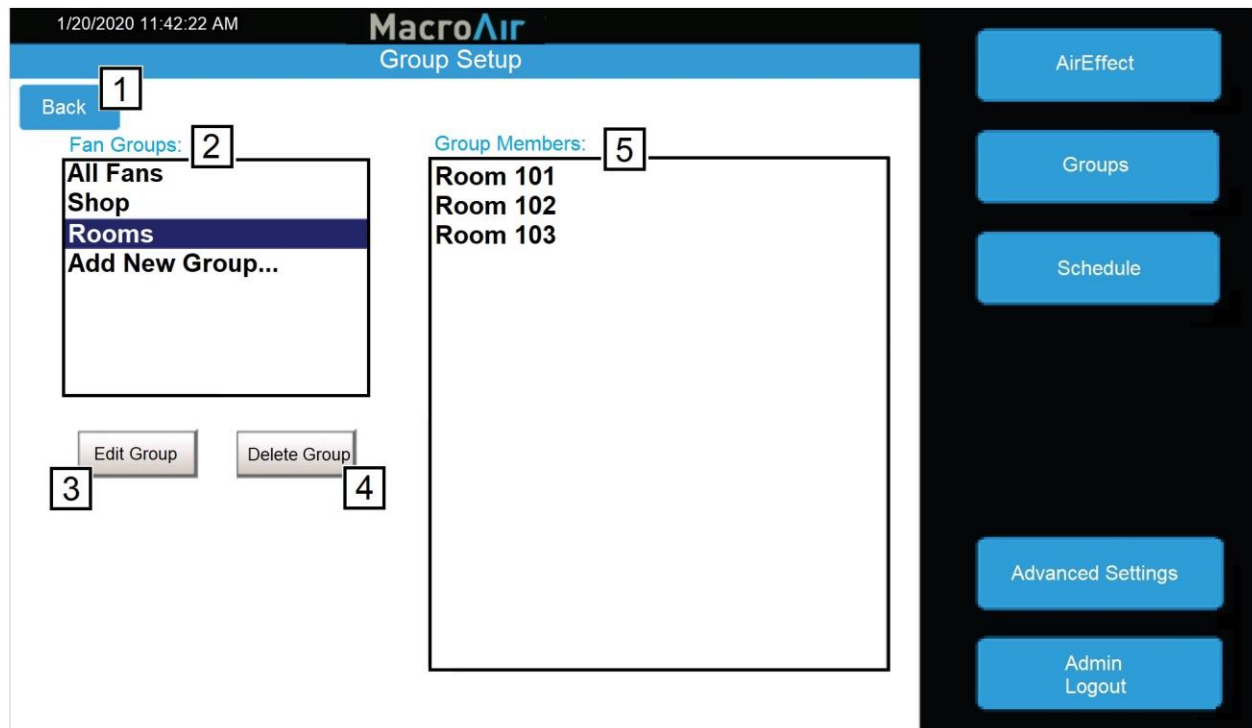 1/20/2020 11:42:22 AM
MacroAir
Group Setup
Back
1
Fan Groups:
2
All Fans
Shop
Rooms
Add New Group...
Edit Group
3
Delete Group
4
Group Members:
5
Room 101
Room 102
Room 103
AirEffect
Groups
Schedule
Advanced Settings
Admin
Logout